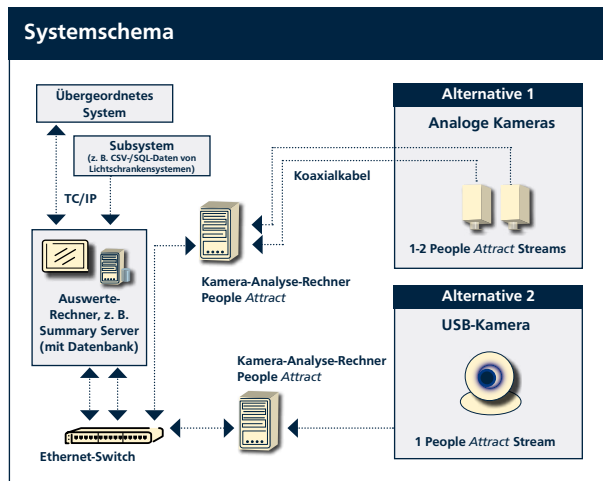 Systemschema
Übergeordnetes
System
Subsystem
(z. B. CSV-/SQL-Daten von
Lichtschrankensystemen)
TC/IP
Auswerte-
Rechner, z. B.
Summary Server
(mit Datenbank)
Ethernet-Switch
Koaxialkabel
Kamera-Analyse-Rechner
People Attract
Kamera-Analyse-Rechner
People Attract
Alternative 1
Analoge Kameras
1-2 People Attract Streams
Alternative 2
USB-Kamera
1 People Attract Stream